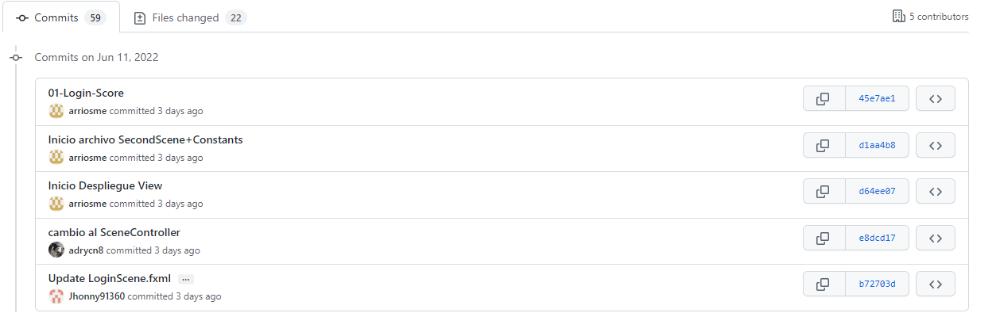 Commits 59 Files changed 22 5 contributors
Commits on Jun 11, 2022
01-Login-Score
arriosme committed 3 days ago
45e7ae1
Inicio archivo SecondScene+Constants
arriosme committed 3 days ago
d1aa4b8
Inicio Despliegue View
arriosme committed 3 days ago
d64ee07
cambio al SceneController
adrycn8 committed 3 days ago
e8dcd17
Update LoginScene.fxml ...
Jhonny91360 committed 3 days ago
b72703d